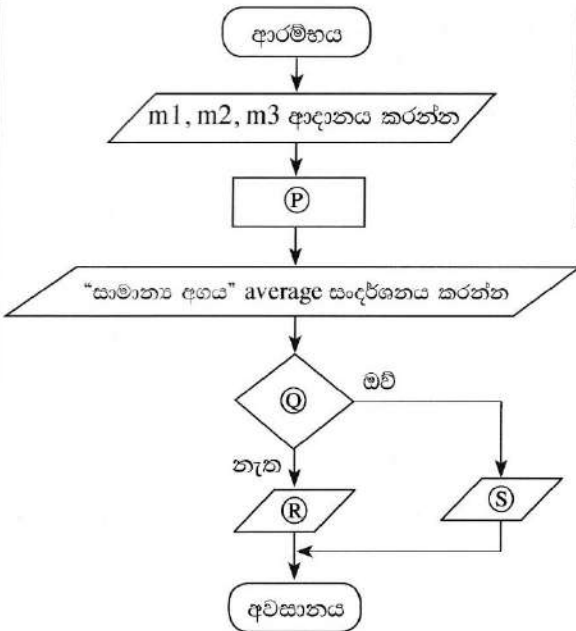 ආරම්භය
m1, m2, m3 ආදානය කරන්න
Ⓟ
“සාමාන්‍ය අගය” average සංදර්ශනය කරන්න
Ⓠ
ඔව්
නැත
Ⓡ
Ⓢ
අවසානය